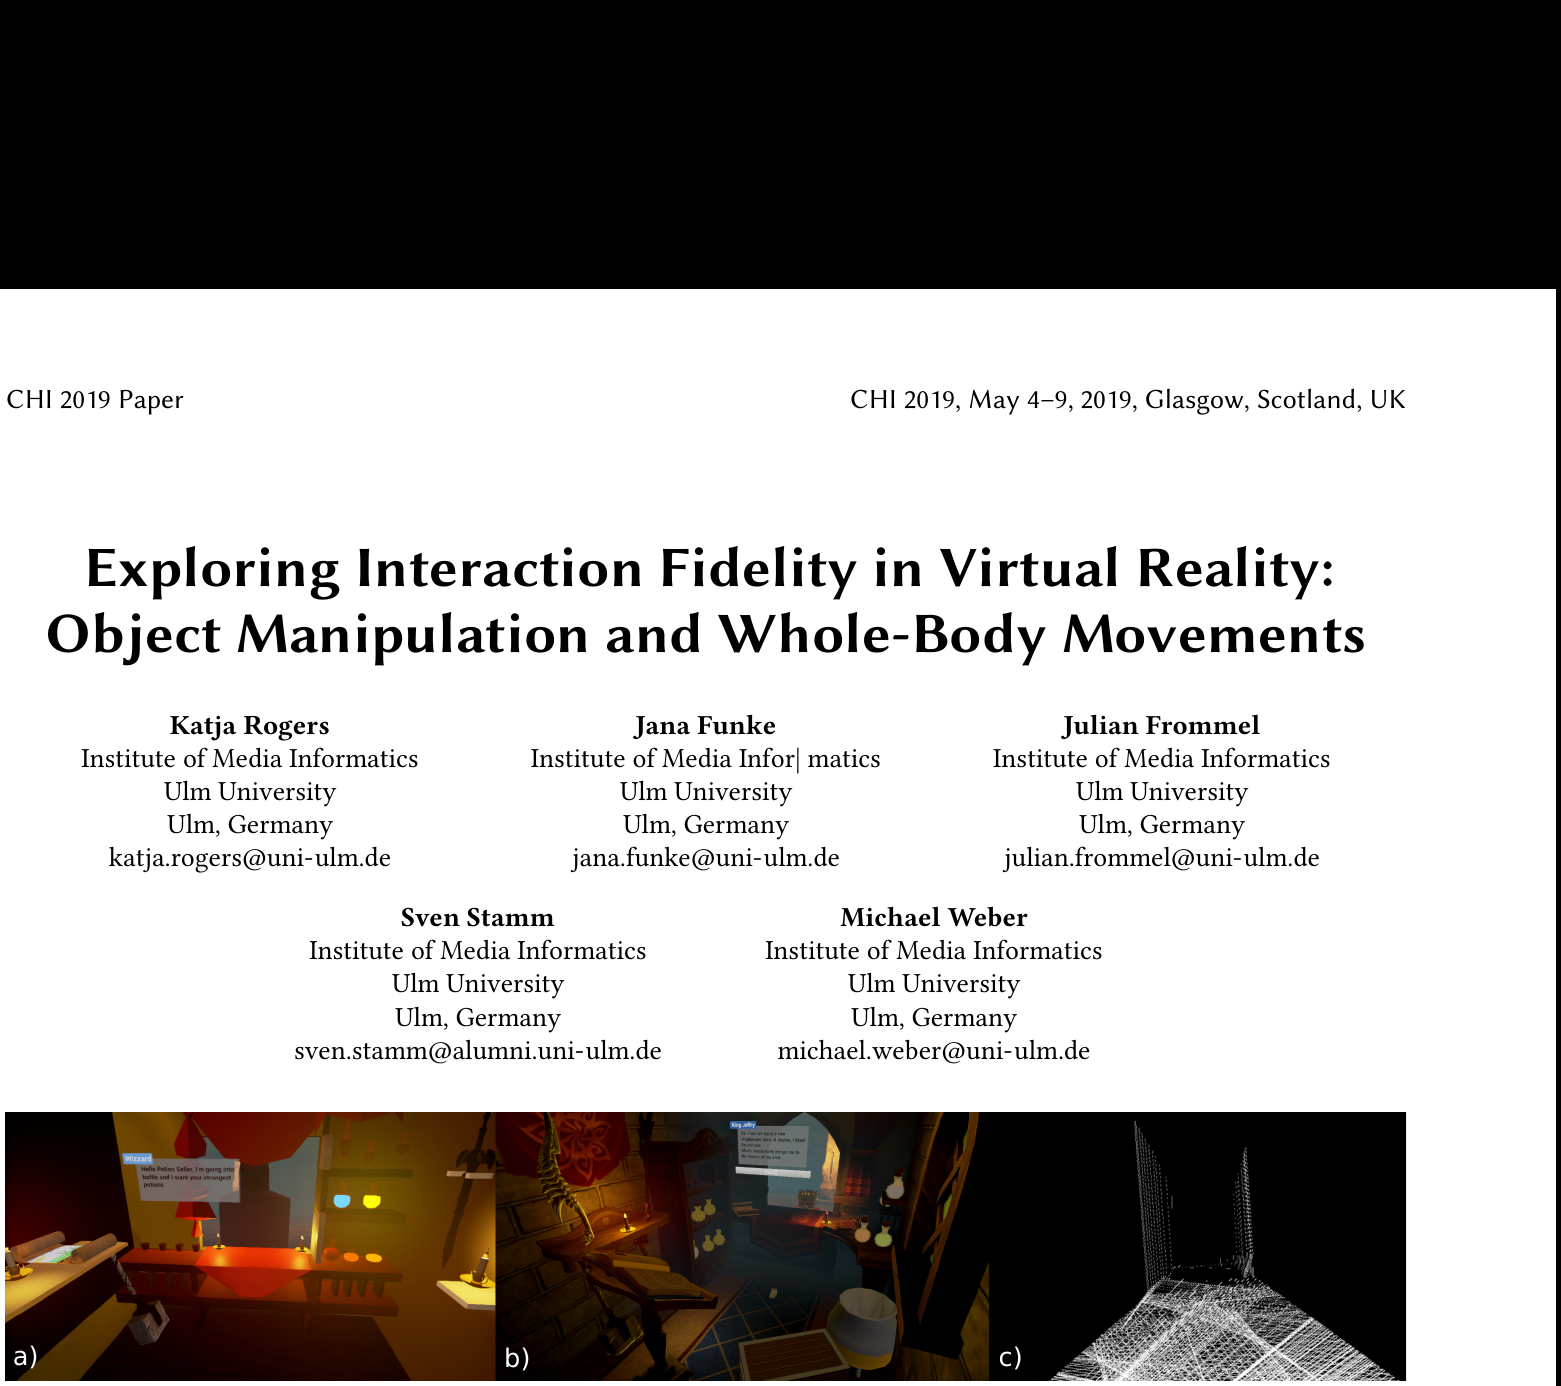 CHI 2019 Paper
CHI 2019, May 4–9, 2019, Glasgow, Scotland, UK
Exploring Interaction Fidelity in Virtual Reality:
Object Manipulation and Whole-Body Movements
Katja Rogers
Institute of Media Informatics
Ulm University
Ulm, Germany
katja.rogers@uni-ulm.de
Jana Funke
Institute of Media Infor| matics
Ulm University
Ulm, Germany
jana.funke@uni-ulm.de
Julian Frommel
Institute of Media Informatics
Ulm University
Ulm, Germany
julian.frommel@uni-ulm.de
Sven Stamm
Institute of Media Informatics
Ulm University
Ulm, Germany
sven.stamm@alumni.uni-ulm.de
Michael Weber
Institute of Media Informatics
Ulm University
Ulm, Germany
michael.weber@uni-ulm.de
Wizzard
Hello Potion Seller, I'm going into
battle and I want your strongest
potions.
a)
King Jeffry
b)
c)